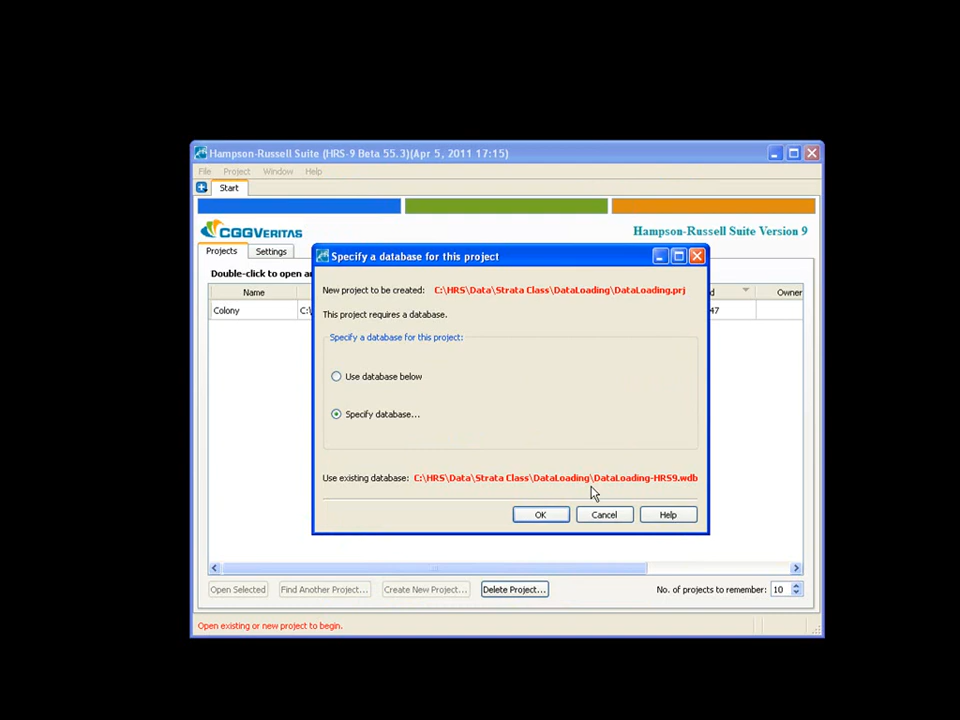 Hampson-Russell Suite (HRS-9 Beta 55.3)(Apr 5, 2011 17:15)
File Project Window Help
Start
CGGVERITAS
Hampson-Russell Suite Version 9
Projects Settings
Double-click to open a
Name
Owner
Colony
C:\
47
Specify a database for this project
New project to be created: C:\HRS\Data\Strata Class\DataLoading\DataLoading.prj
This project requires a database.
Specify a database for this project:
Use database below
Specify database...
Use existing database: C:\HRS\Data\Strata Class\DataLoading\DataLoading-HRS9.wdb
OK Cancel Help
Open Selected Find Another Project... Create New Project... Delete Project... No. of projects to remember: 10
Open existing or new project to begin.